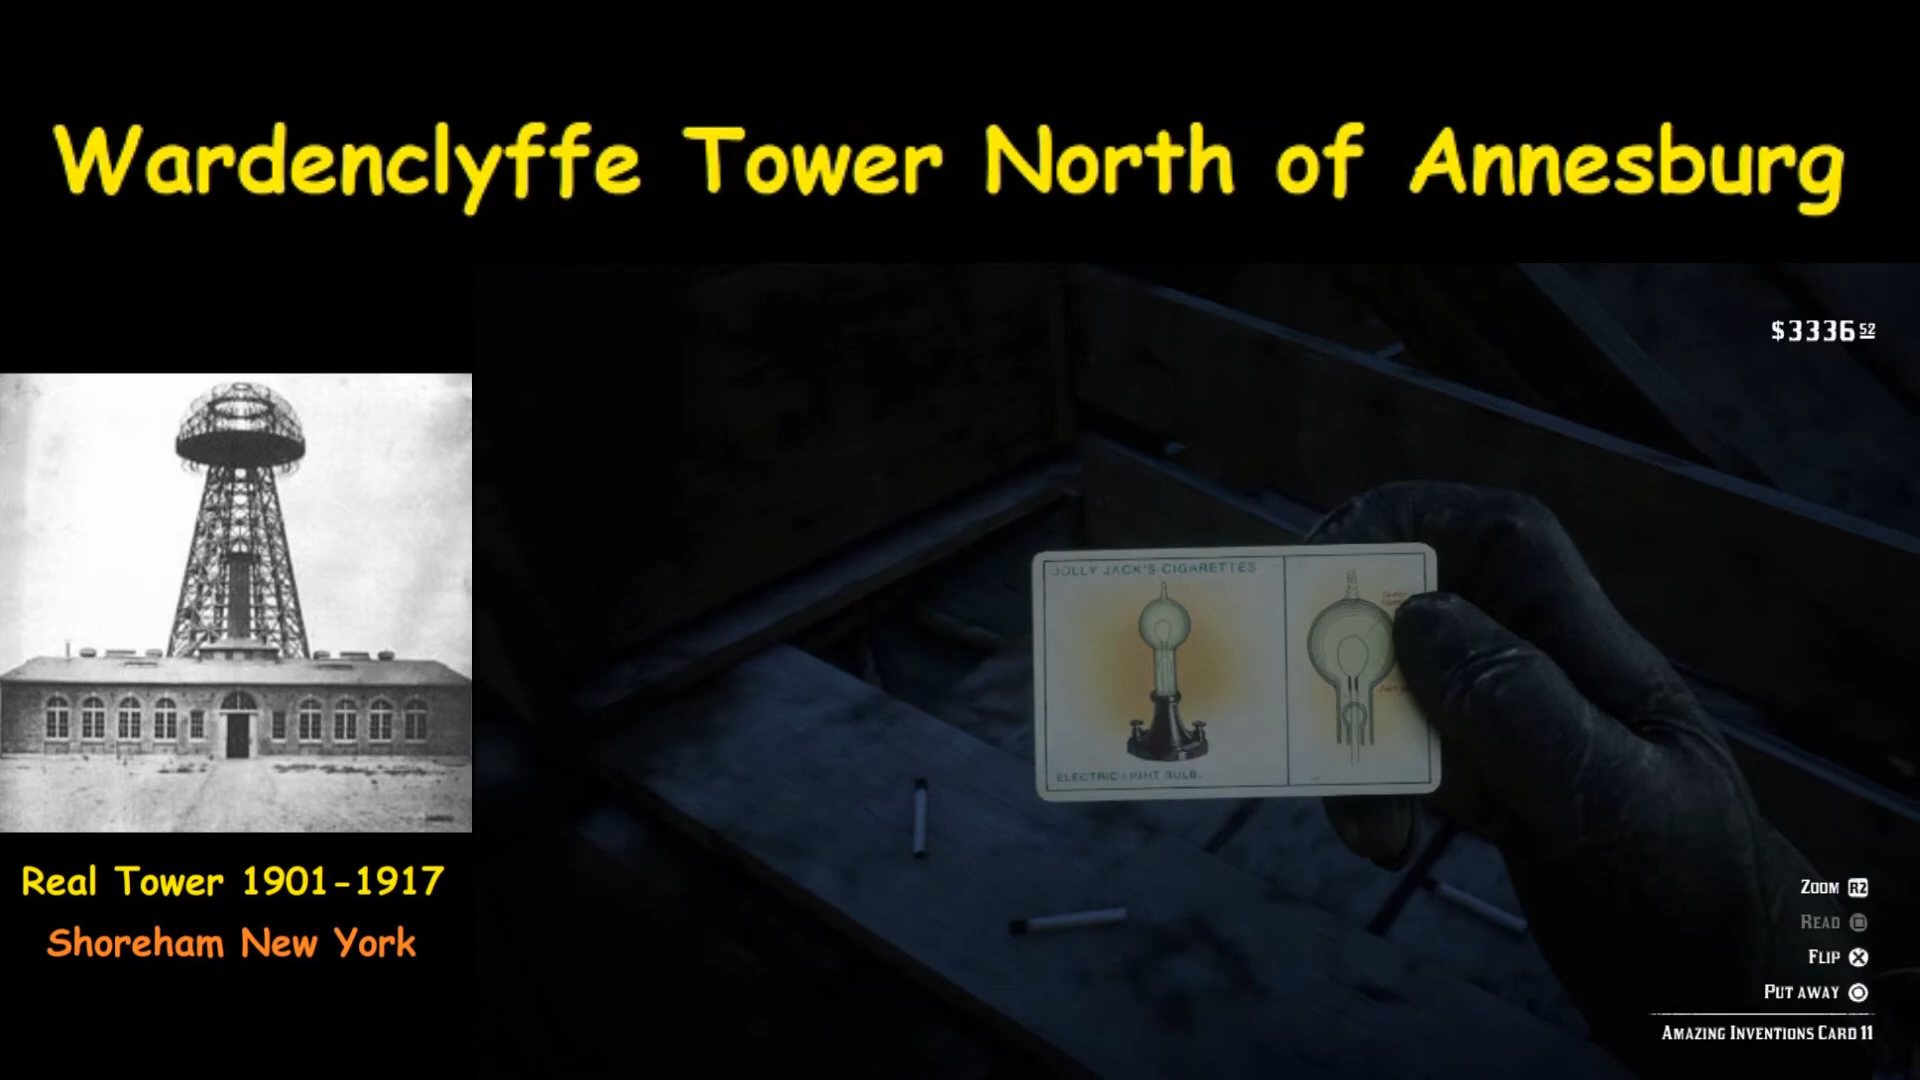 Wardenclyffe Tower North of Annesburg
$3336 52
JOLLY JACK'S CIGARETTES
ELECTRIC LIGHT BULB.
Real Tower 1901-1917
Shoreham New York
ZOOM R2
READ
FLIP
PUT AWAY
AMAZING INVENTIONS CARD 11